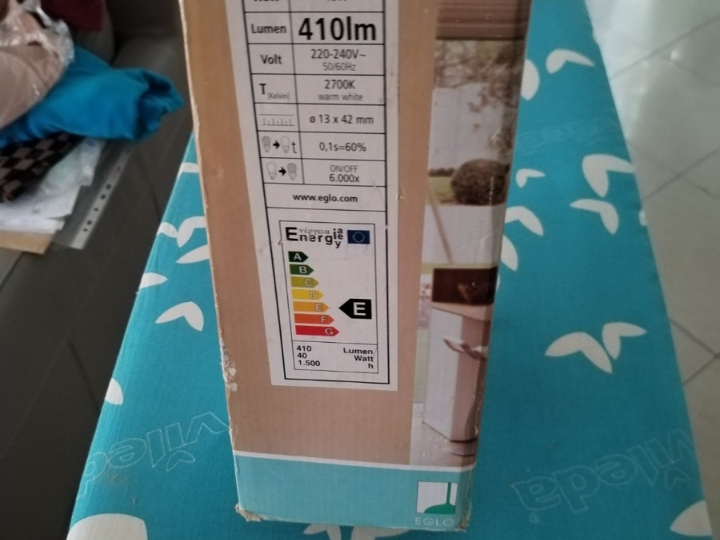 Lumen 410lm
Volt 220-240V~
50/60Hz
T [Kelvin] 2700K
warm white
ø 13 x 42 mm
t 0,1s=60%
ON/OFF
6.000x
www.eglo.com
Energ
A
B
C
D
E
E
F
G
410 Lumen
40 Watt
1.500 h
EGLO
vileda
vileda